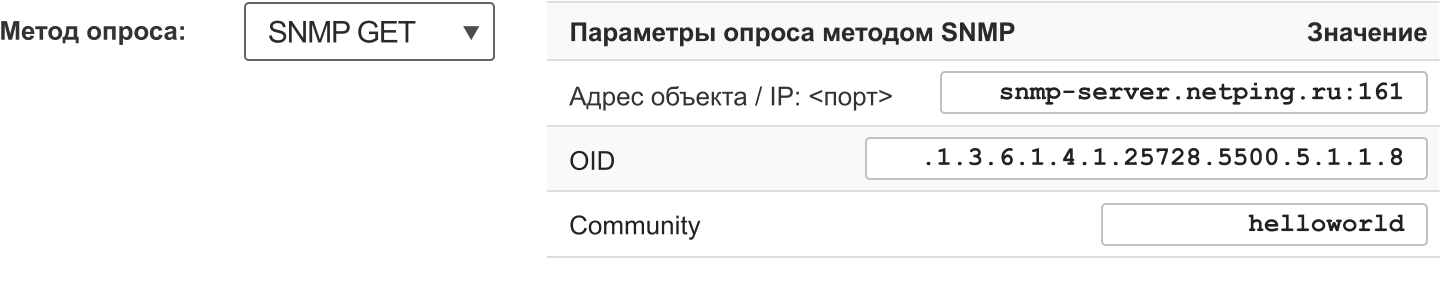 Метод опроса: SNMP GET ▼
Параметры опроса методом SNMP Значение
Адрес объекта / IP: <порт> snmp-server.netping.ru:161
OID .1.3.6.1.4.1.25728.5500.5.1.1.8
Community helloworld